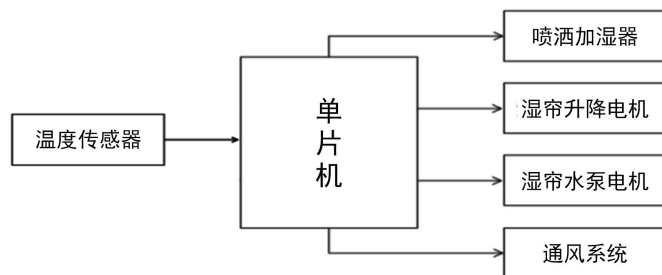 喷洒加湿器
湿帘升降电机
单片机
温度传感器
湿帘水泵电机
通风系统